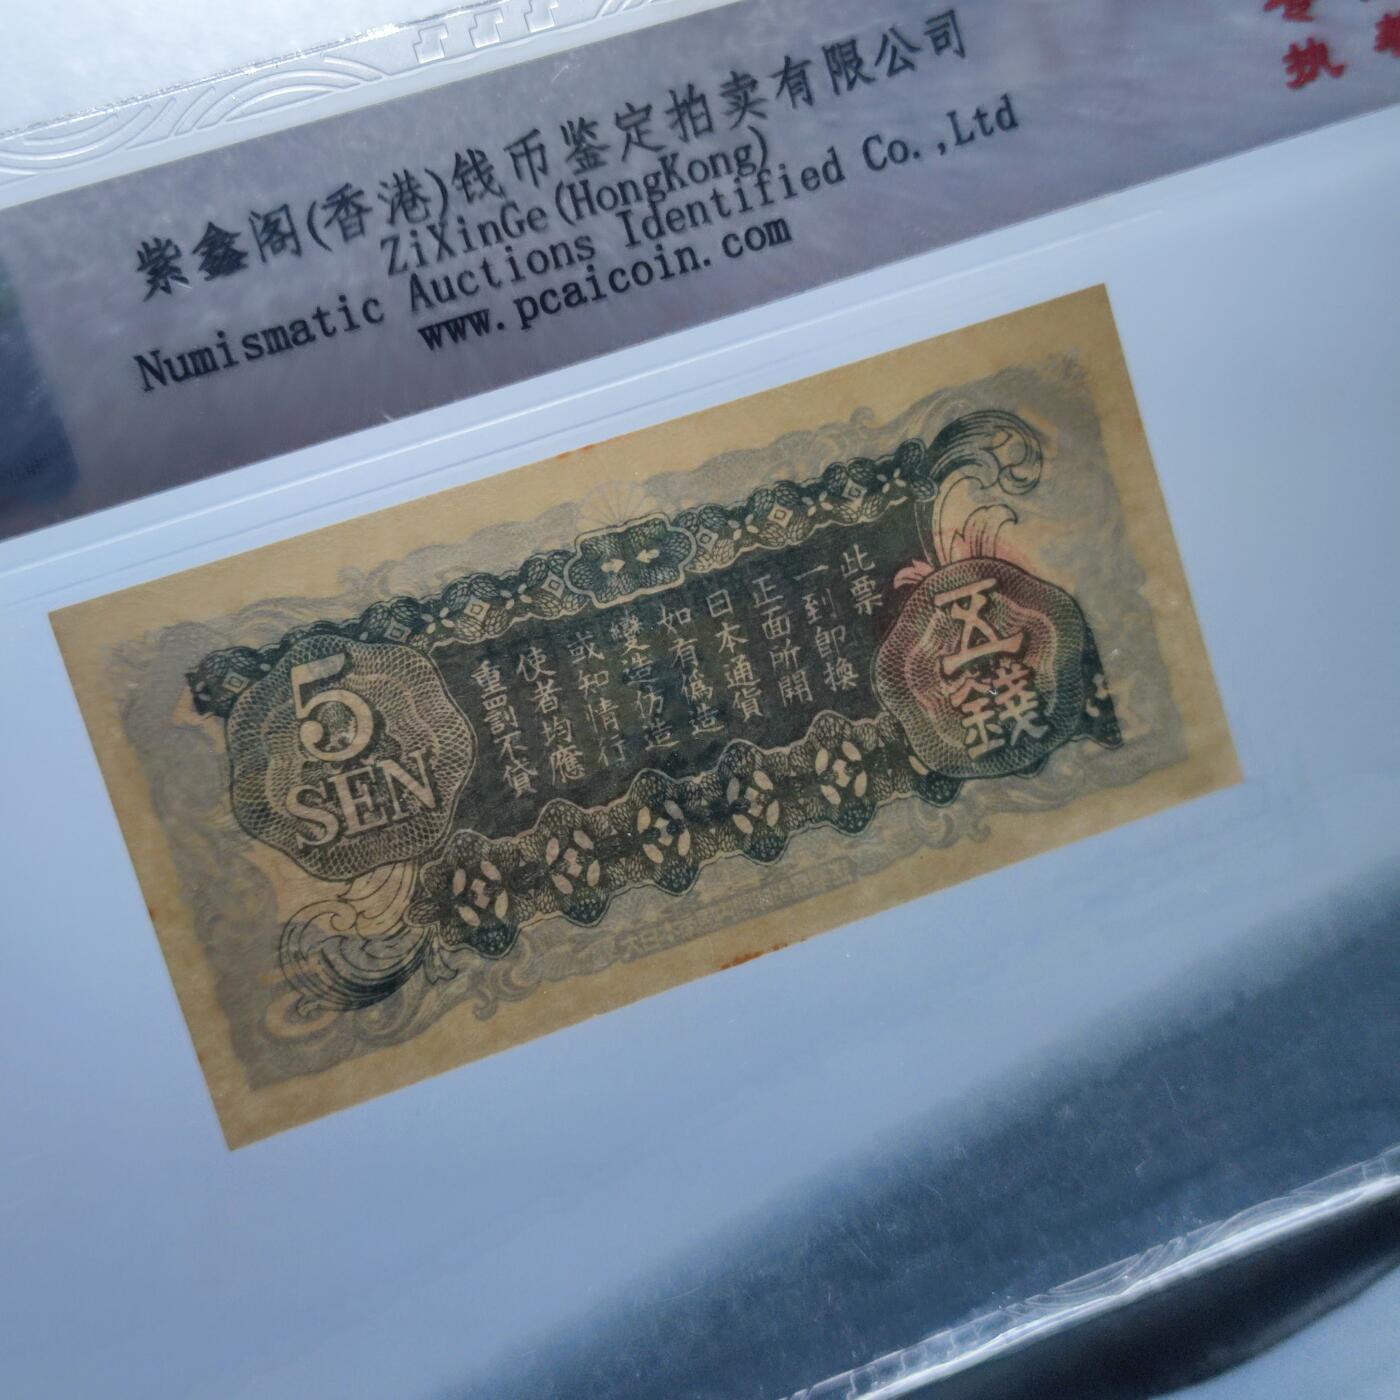 紫鑫阁(香港)钱币鉴定拍卖有限公司
ZiXinGe(HongKong)
Numismatic Auctions Identified Co.,Ltd
www.pcaicoin.com
执
此票
一到即換
正面所開
日本通貨
如有偽造
變造仿造
或知情行
使者均應
重罰不貸
5
SEN
五
錢